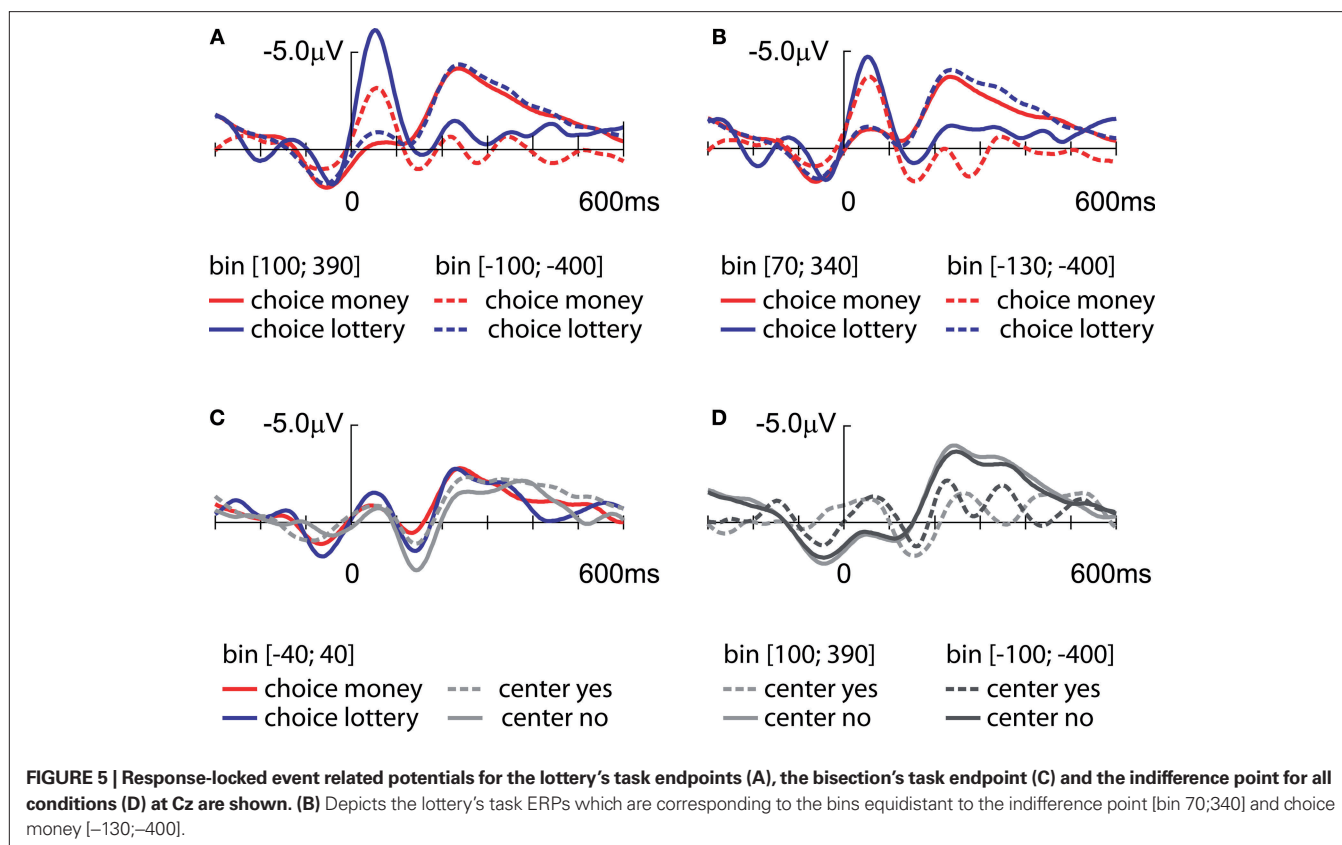 A
-5.0µV
0
600ms
bin [100; 390] bin [-100; -400]
choice money choice money
choice lottery choice lottery
B
-5.0µV
0
600ms
bin [70; 340] bin [-130; -400]
choice money choice money
choice lottery choice lottery
C
-5.0µV
0
600ms
bin [-40; 40]
choice money center yes
choice lottery center no
D
-5.0µV
0
600ms
bin [100; 390] bin [-100; -400]
center yes center yes
center no center no
FIGURE 5 | Response-locked event related potentials for the lottery's task endpoints (A), the bisection's task endpoint (C) and the indifference point for all
conditions (D) at Cz are shown. (B) Depicts the lottery's task ERPs which are corresponding to the bins equidistant to the indifference point [bin 70;340] and choice
money [–130;–400].